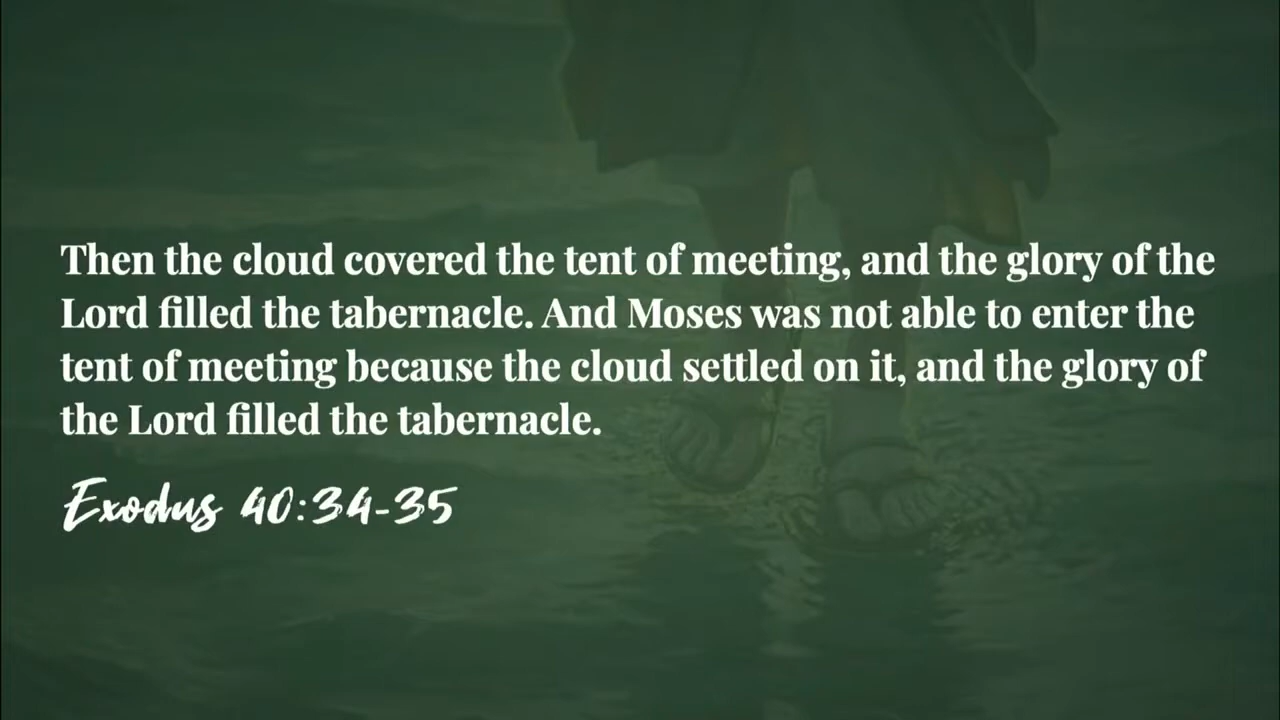 Then the cloud covered the tent of meeting, and the glory of the
Lord filled the tabernacle. And Moses was not able to enter the
tent of meeting because the cloud settled on it, and the glory of
the Lord filled the tabernacle.
Exodus 40:34-35